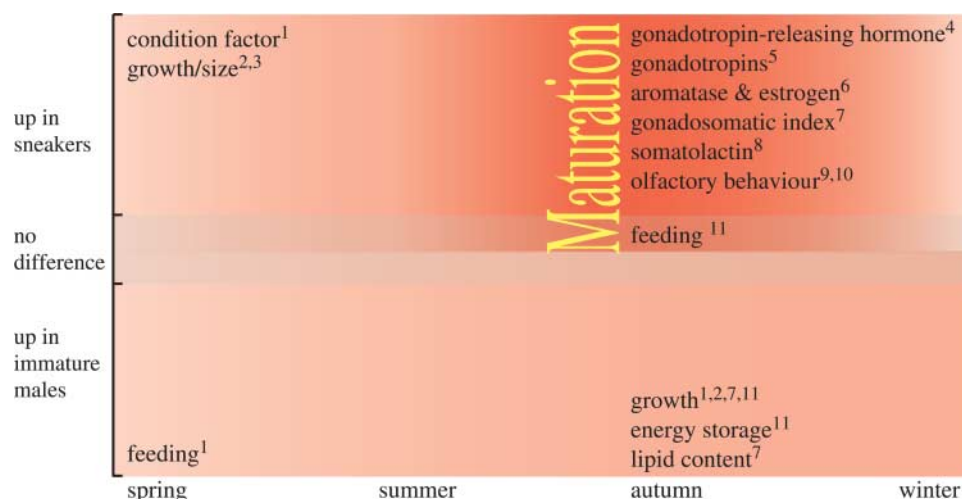 condition factor1
growth/size2,3
Maturation
gonadotropin-releasing hormone4
gonadotropins5
aromatase & estrogen6
gonadosomatic index7
somatolactin8
olfactory behaviour9,10
up in
sneakers
no
difference
feeding 11
up in
immature
males
growth1,2,7,11
energy storage11
lipid content7
feeding1
spring
summer
autumn
winter